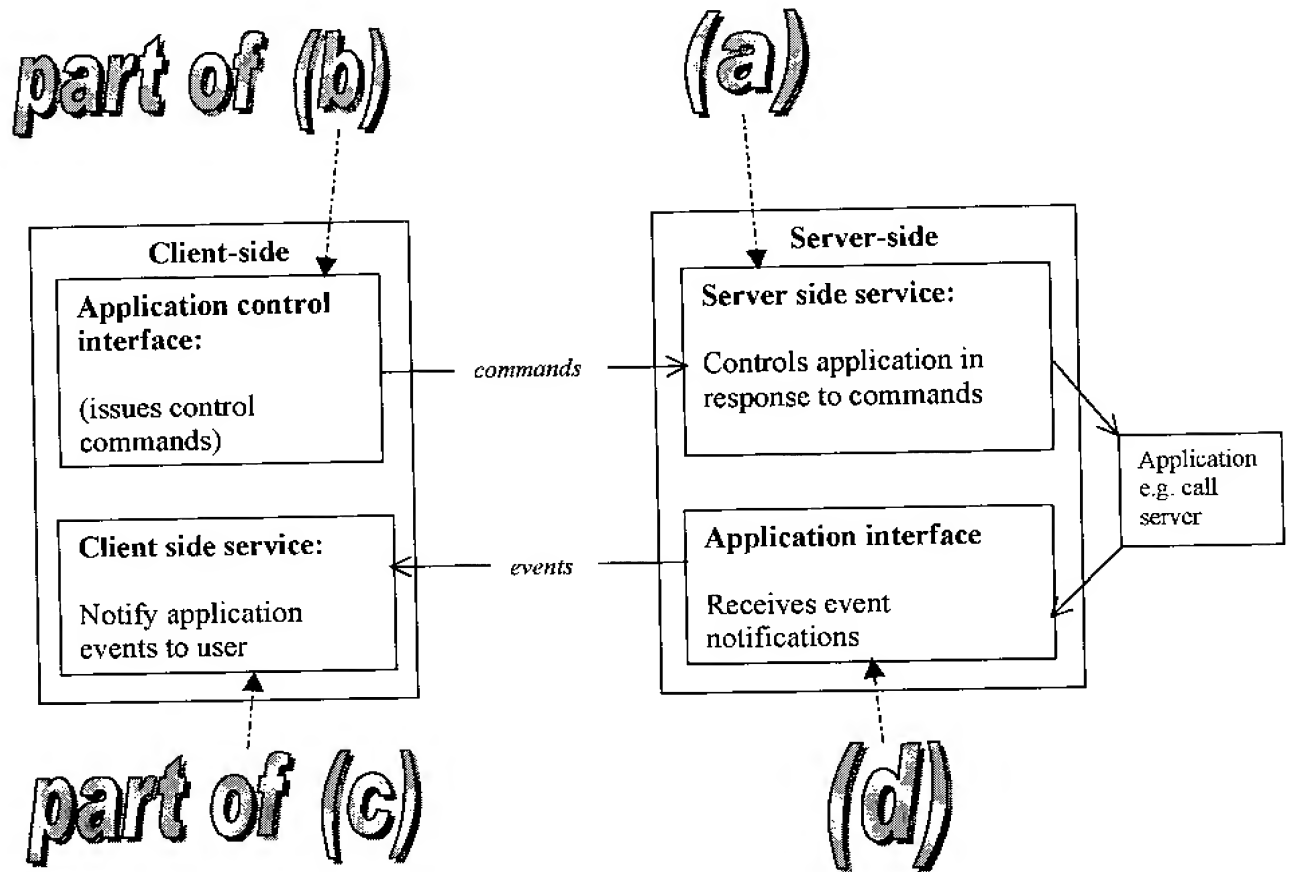 part of (b)
(a)
Client-side
Application control
interface:
(issues control
commands)
commands
Server-side
Server side service:
Controls application in
response to commands
Application
e.g. call
server
Client side service:
Notify application
events to user
events
Application interface
Receives event
notifications
part of (c)
(d)